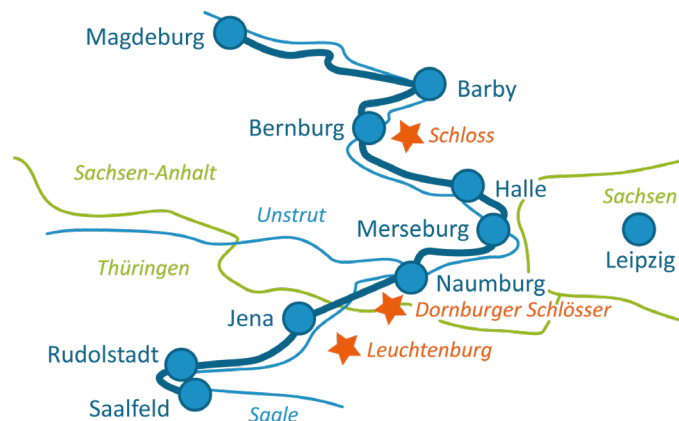 Magdeburg
Barby
Bernburg
Schloss
Sachsen-Anhalt
Halle
Sachsen
Unstrut
Merseburg
Leipzig
Thüringen
Naumburg
Dornburger Schlösser
Jena
Leuchtenburg
Rudolstadt
Saalfeld
Saale